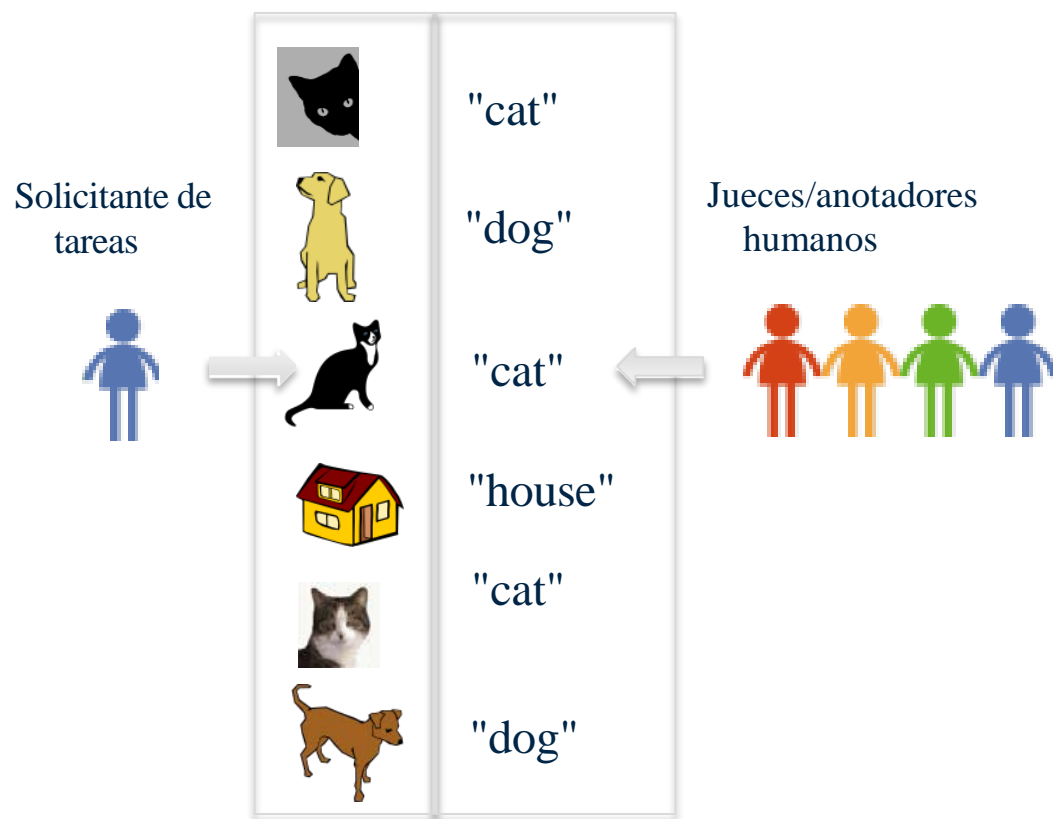 Solicitante de
tareas
"cat"
"dog"
"cat"
"house"
"cat"
"dog"
Jueces/anotadores
humanos